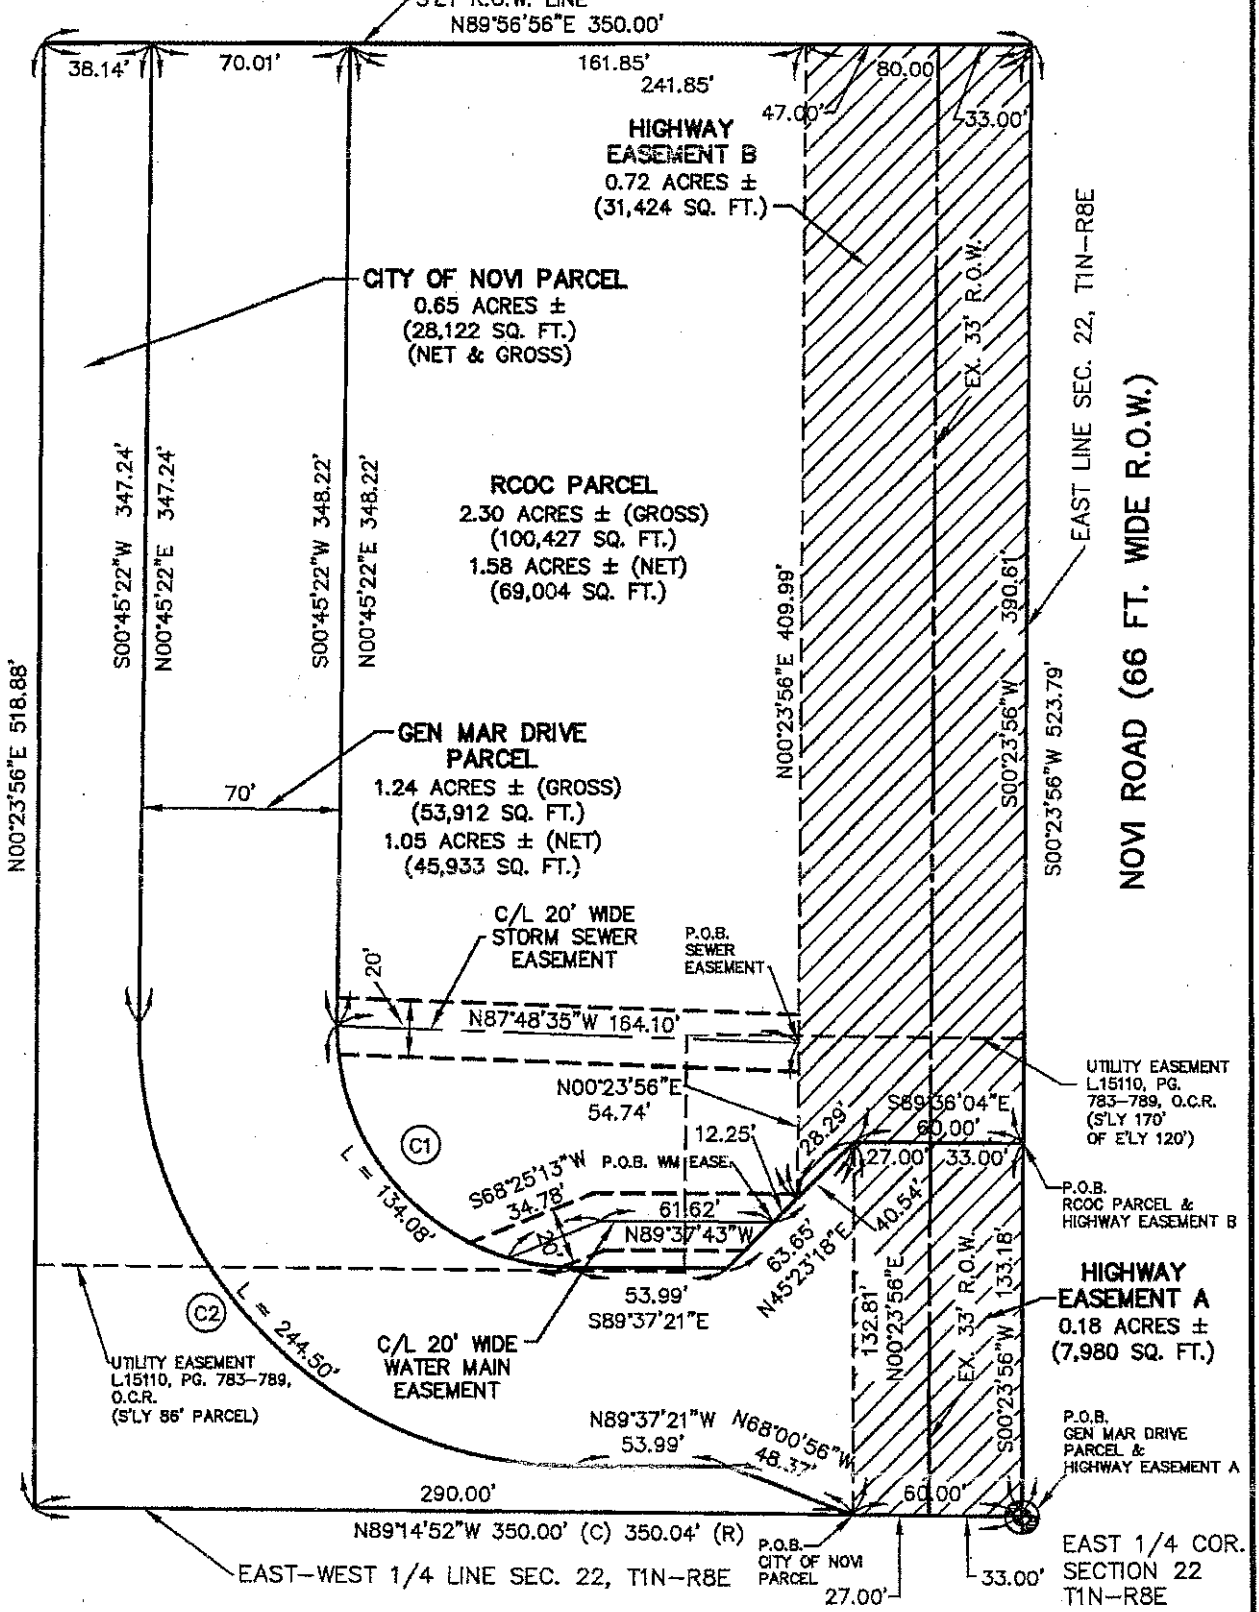 N89°56'56"E 350.00'
38.14'
70.01'
161.85'
241.85'
80.00
47.00'
33.00'
HIGHWAY
EASEMENT B
0.72 ACRES ±
(31,424 SQ. FT.)
CITY OF NOVI PARCEL
0.65 ACRES ±
(28,122 SQ. FT.)
(NET & GROSS)
EX. 33' R.O.W.
EAST LINE SEC. 22, T1N-R8E
NOVI ROAD (66 FT. WIDE R.O.W.)
S00°45'22"W 347.24'
N00°45'22"E 347.24'
S00°45'22"W 348.22'
N00°45'22"E 348.22'
RCOC PARCEL
2.30 ACRES ± (GROSS)
(100,427 SQ. FT.)
1.58 ACRES ± (NET)
(69,004 SQ. FT.)
N00°23'56"E 409.99'
S00°23'56"W 390.61'
S00°23'56"W 523.79'
N00°23'56"E 518.88'
GEN MAR DRIVE
PARCEL
1.24 ACRES ± (GROSS)
(53,912 SQ. FT.)
1.05 ACRES ± (NET)
(45,933 SQ. FT.)
70'
C/L 20' WIDE
STORM SEWER
EASEMENT
20'
P.O.B.
SEWER
EASEMENT
N87°48'35"W 164.10'
N00°23'56"E
54.74'
UTILITY EASEMENT
L.15110, PG.
783-789, O.C.R.
(S'LY 170'
OF E'LY 120')
S89°36'04"E
60.00'
28.29'
12.25'
27.00'
33.00'
C1
L = 134.08'
S68°25'13"W
34.78'
P.O.B. WM EASE.
61.62'
N89°37'43"W
20'
40.54'
63.65'
N45°23'18"E
P.O.B.
RCOC PARCEL &
HIGHWAY EASEMENT B
53.99'
S89°37'21"E
132.81'
N00°23'56"E
EX. 33' R.O.W.
S00°23'56"W 133.18'
HIGHWAY
EASEMENT A
0.18 ACRES ±
(7,980 SQ. FT.)
C2
L = 244.50'
UTILITY EASEMENT
L.15110, PG. 783-789,
O.C.R.
(S'LY 86' PARCEL)
C/L 20' WIDE
WATER MAIN
EASEMENT
N89°37'21"W
53.99'
N68°00'56"W
48.37'
P.O.B.
GEN MAR DRIVE
PARCEL &
HIGHWAY EASEMENT A
290.00'
60.00'
N89°14'52"W 350.00' (C) 350.04' (R)
P.O.B.
CITY OF NOVI
PARCEL
27.00'
33.00'
EAST-WEST 1/4 LINE SEC. 22, T1N-R8E
EAST 1/4 COR.
SECTION 22
T1N-R8E